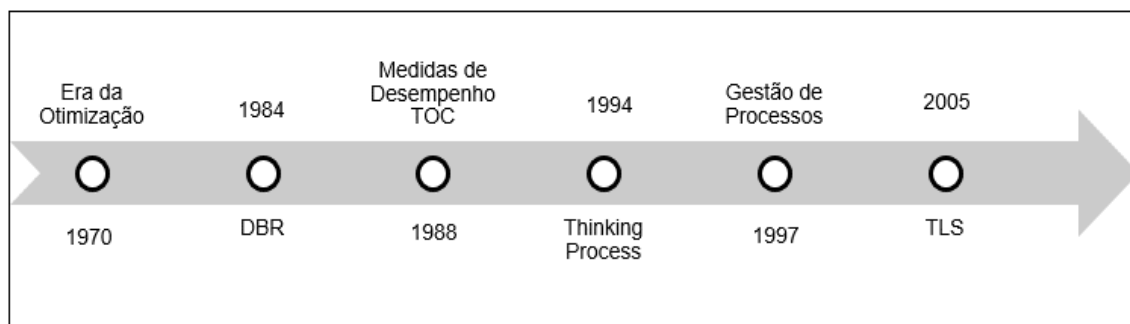 Era da
Otimização
1970
1984
DBR
Medidas de
Desempenho
TOC
1988
1994
Thinking
Process
Gestão de
Processos
1997
2005
TLS